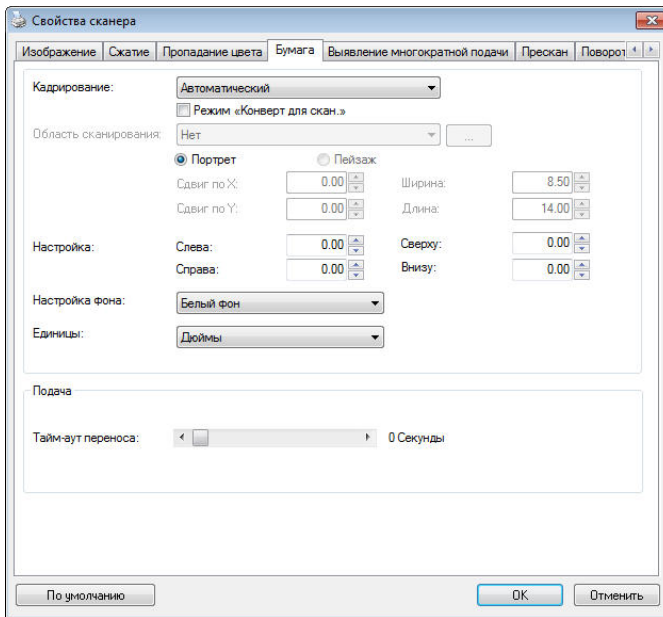 Свойства сканера
Изображение Сжатие Пропадание цвета Бумага Выявление многократной подачи Прескан Поворот
Кадрирование: Автоматический
Режим «Конверт для скан.»
Область сканирования: Нет ...
Портрет Пейзаж
Сдвиг по X: 0.00 Ширина: 8.50
Сдвиг по Y: 0.00 Длина: 14.00
Настройка: Слева: 0.00 Сверху: 0.00
Справа: 0.00 Внизу: 0.00
Настройка фона: Белый фон
Единицы: Дюймы
Подача
Тайм-аут переноса: 0 Секунды
По умолчанию OK Отменить